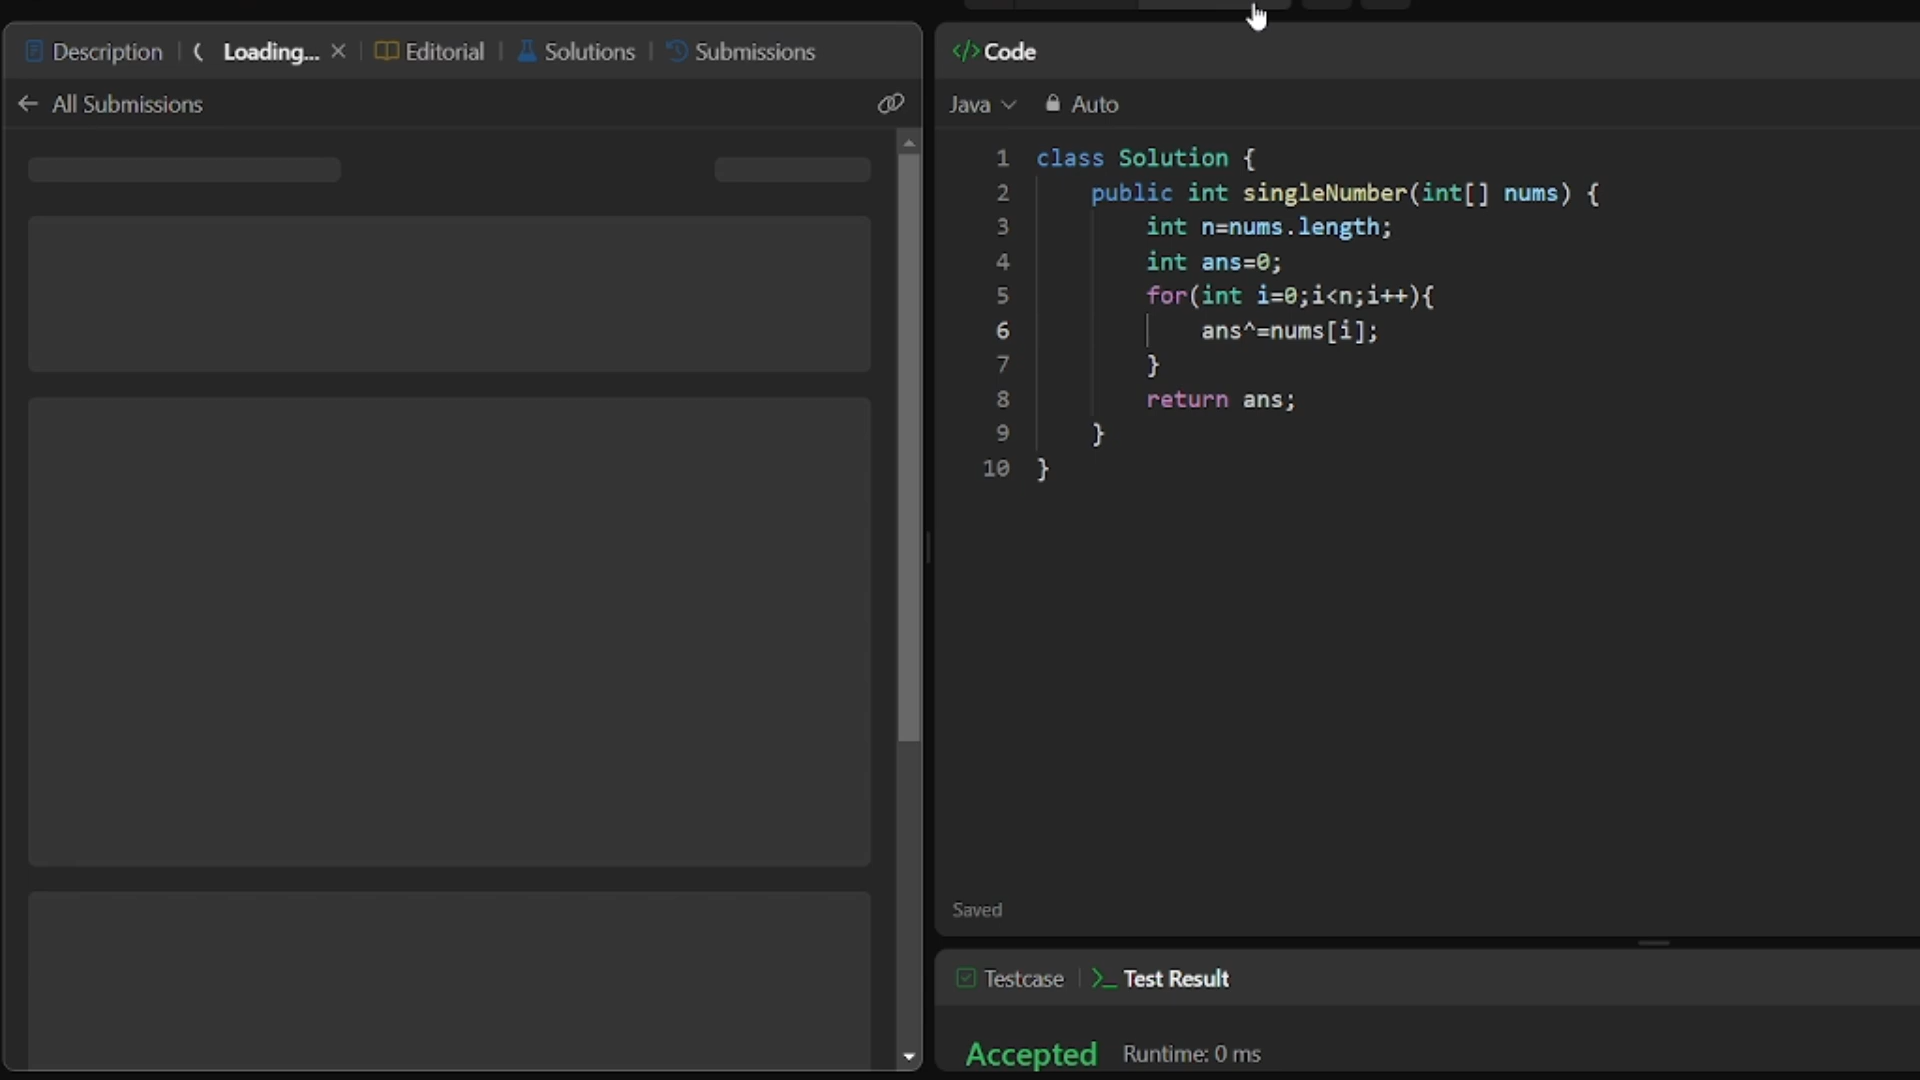 Description
Loading...
Editorial
Solutions
Submissions
All Submissions
</> Code
Java
Auto
1 class Solution {
2 public int singleNumber(int[] nums) {
3 int n=nums.length;
4 int ans=0;
5 for(int i=0;i<n;i++){
6 ans^=nums[i];
7 }
8 return ans;
9 }
10 }
Saved
Testcase
>_ Test Result
Accepted Runtime: 0 ms